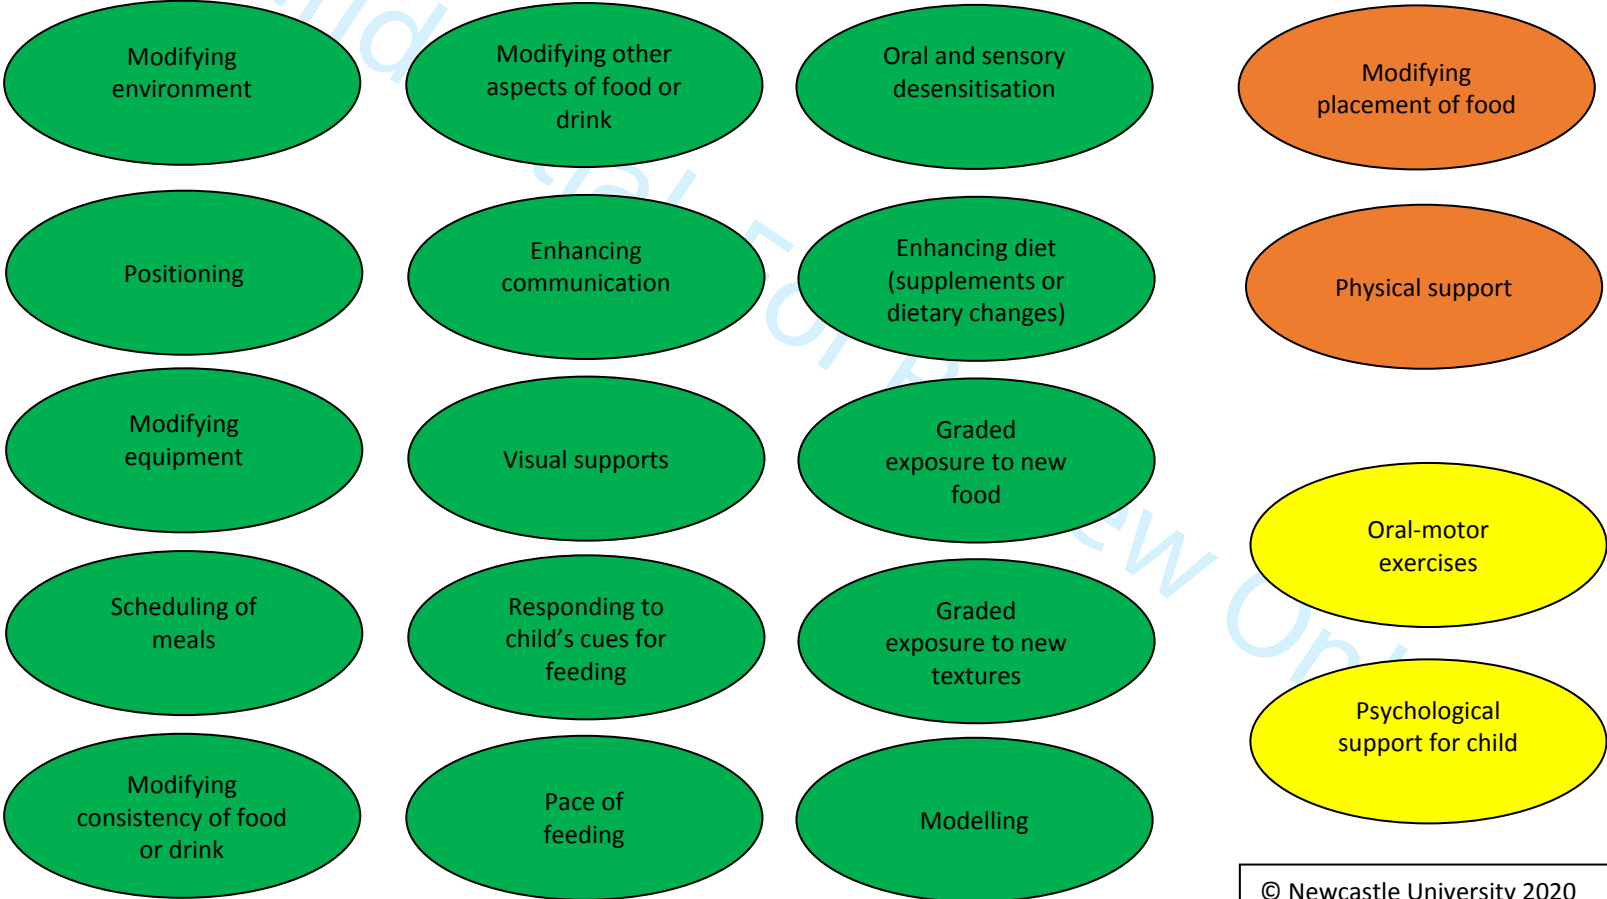 Modifying
environment
Modifying other
aspects of food or
drink
Oral and sensory
desensitisation
Modifying
placement of food
Positioning
Enhancing
communication
Enhancing diet
(supplements or
dietary changes)
Physical support
Modifying
equipment
Visual supports
Graded
exposure to new
food
Oral-motor
exercises
Scheduling of
meals
Responding to
child's cues for
feeding
Graded
exposure to new
textures
Psychological
support for child
Modifying
consistency of food
or drink
Pace of
feeding
Modelling
© Newcastle University 2020